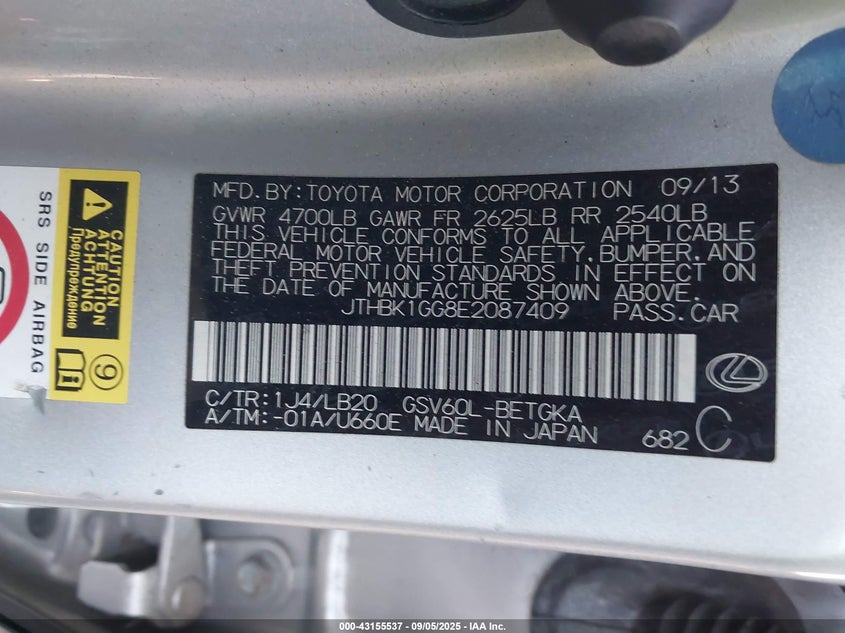 MFD.BY:TOYOTA MOTOR CORPORATION 09/13
GVWR 4700LB GAWR FR 2625LB RR 2540LB
THIS VEHICLE CONFORMS TO ALL APPLICABLE
FEDERAL MOTOR VEHICLE SAFETY,BUMPER,AND
THEFT PREVENTION STANDARDS IN EFFECT ON
THE DATE OF MANUFACTURE SHOWN ABOVE.
JTHBK1GG8E2087409 PASS.CAR
C/TR:1J4/LB20 GSV60L-BETGKA
A/TM:-01A/U660E MADE IN JAPAN
682 C
SRS SIDE AIRBAG
CAUTION
ATTENTION
ACHTUNG
Предупреждение
9
000-43155537 - 09/05/2025 - IAA Inc.